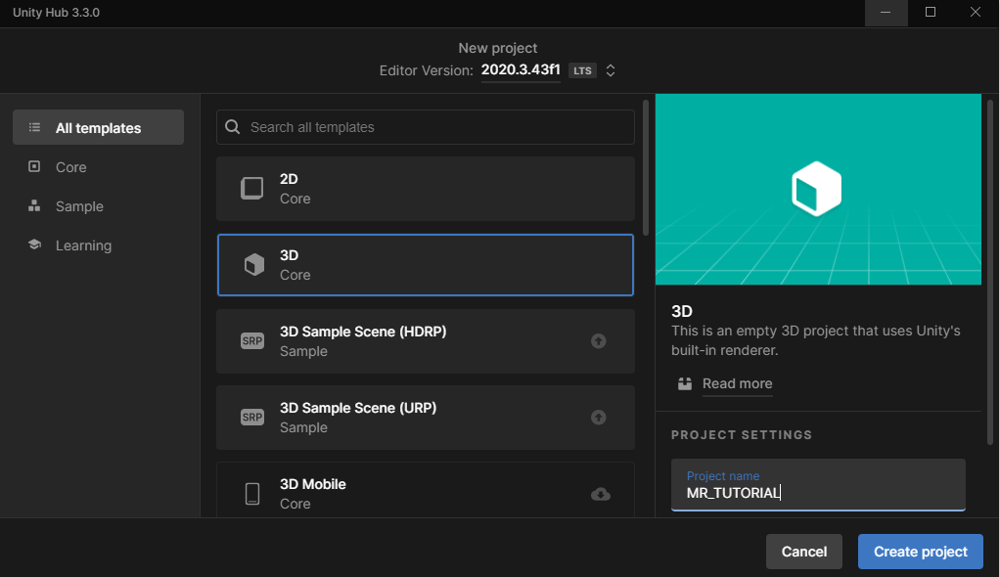 Unity Hub 3.3.0
New project
Editor Version: 2020.3.43f1 LTS
All templates
Core
Sample
Learning
Search all templates
2D
Core
3D
Core
SRP
3D Sample Scene (HDRP)
Sample
SRP
3D Sample Scene (URP)
Sample
3D Mobile
Core
3D
This is an empty 3D project that uses Unity's
built-in renderer.
Read more
PROJECT SETTINGS
Project name
MR_TUTORIAL
Cancel
Create project